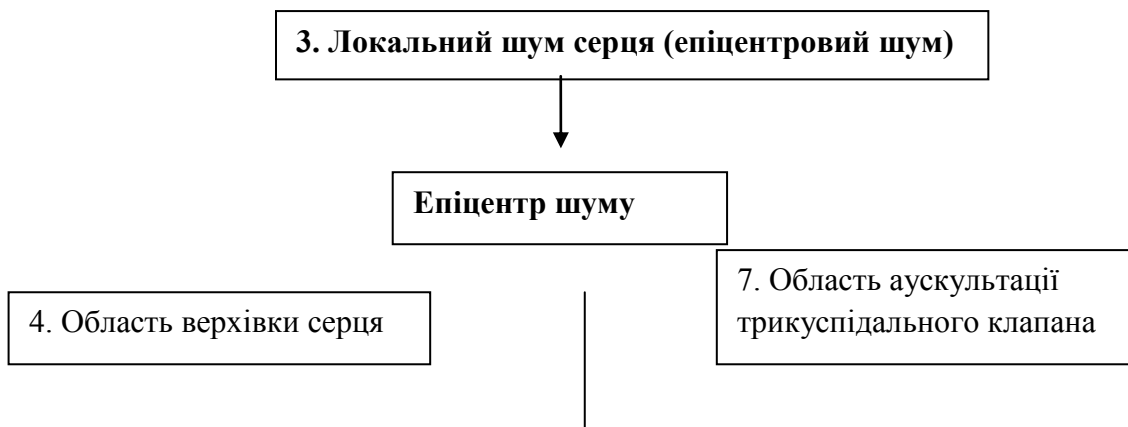 3. Локальний шум серця (епіцентровий шум)
Епіцентр шуму
4. Область верхівки серця
7. Область аускультації
трикуспідального клапана